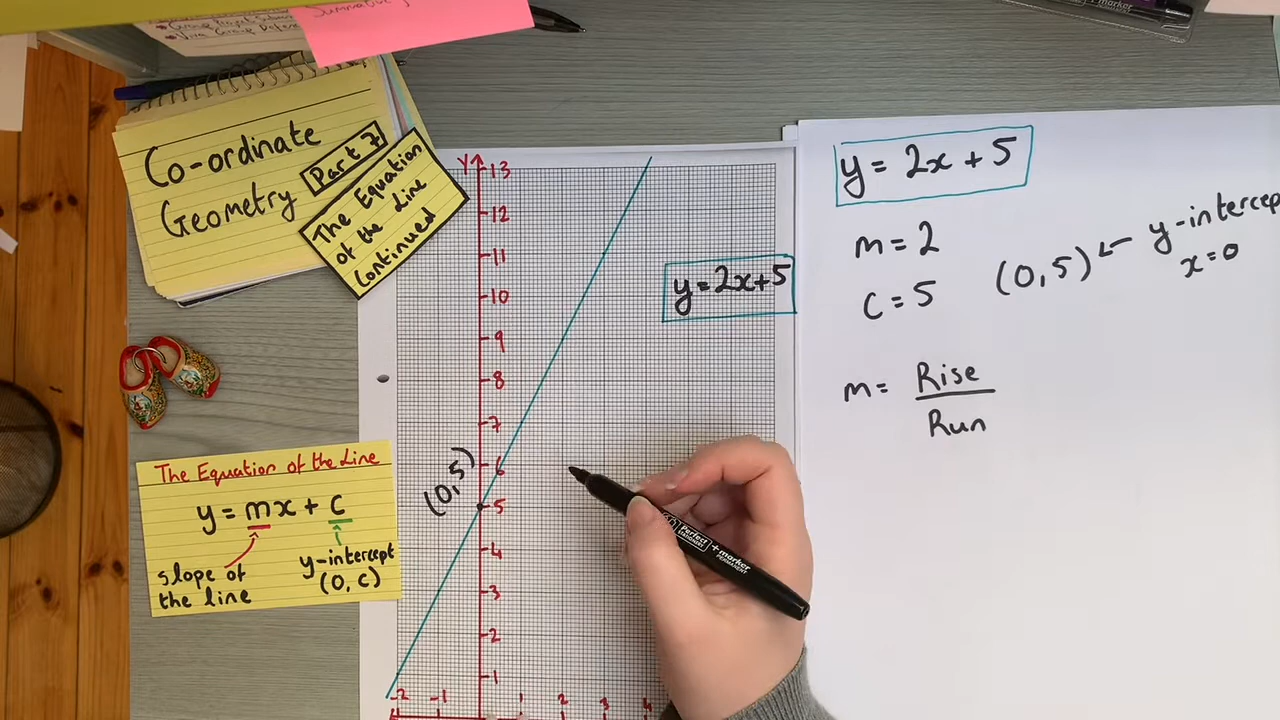 Co-ordinate
Geometry
Part 7
The Equation
of the Line
Continued
The Equation of the Line
y = mx + c
slope of
the line
y-intercept
(0, c)
Y
13
12
11
10
9
8
7
6
5
4
3
2
1
-2 -1 1 2 3 4
(0,5)
y=2x+5
y = 2x + 5
m = 2
c = 5 (0,5) ← y-intercep
x=0
m = Rise
Run